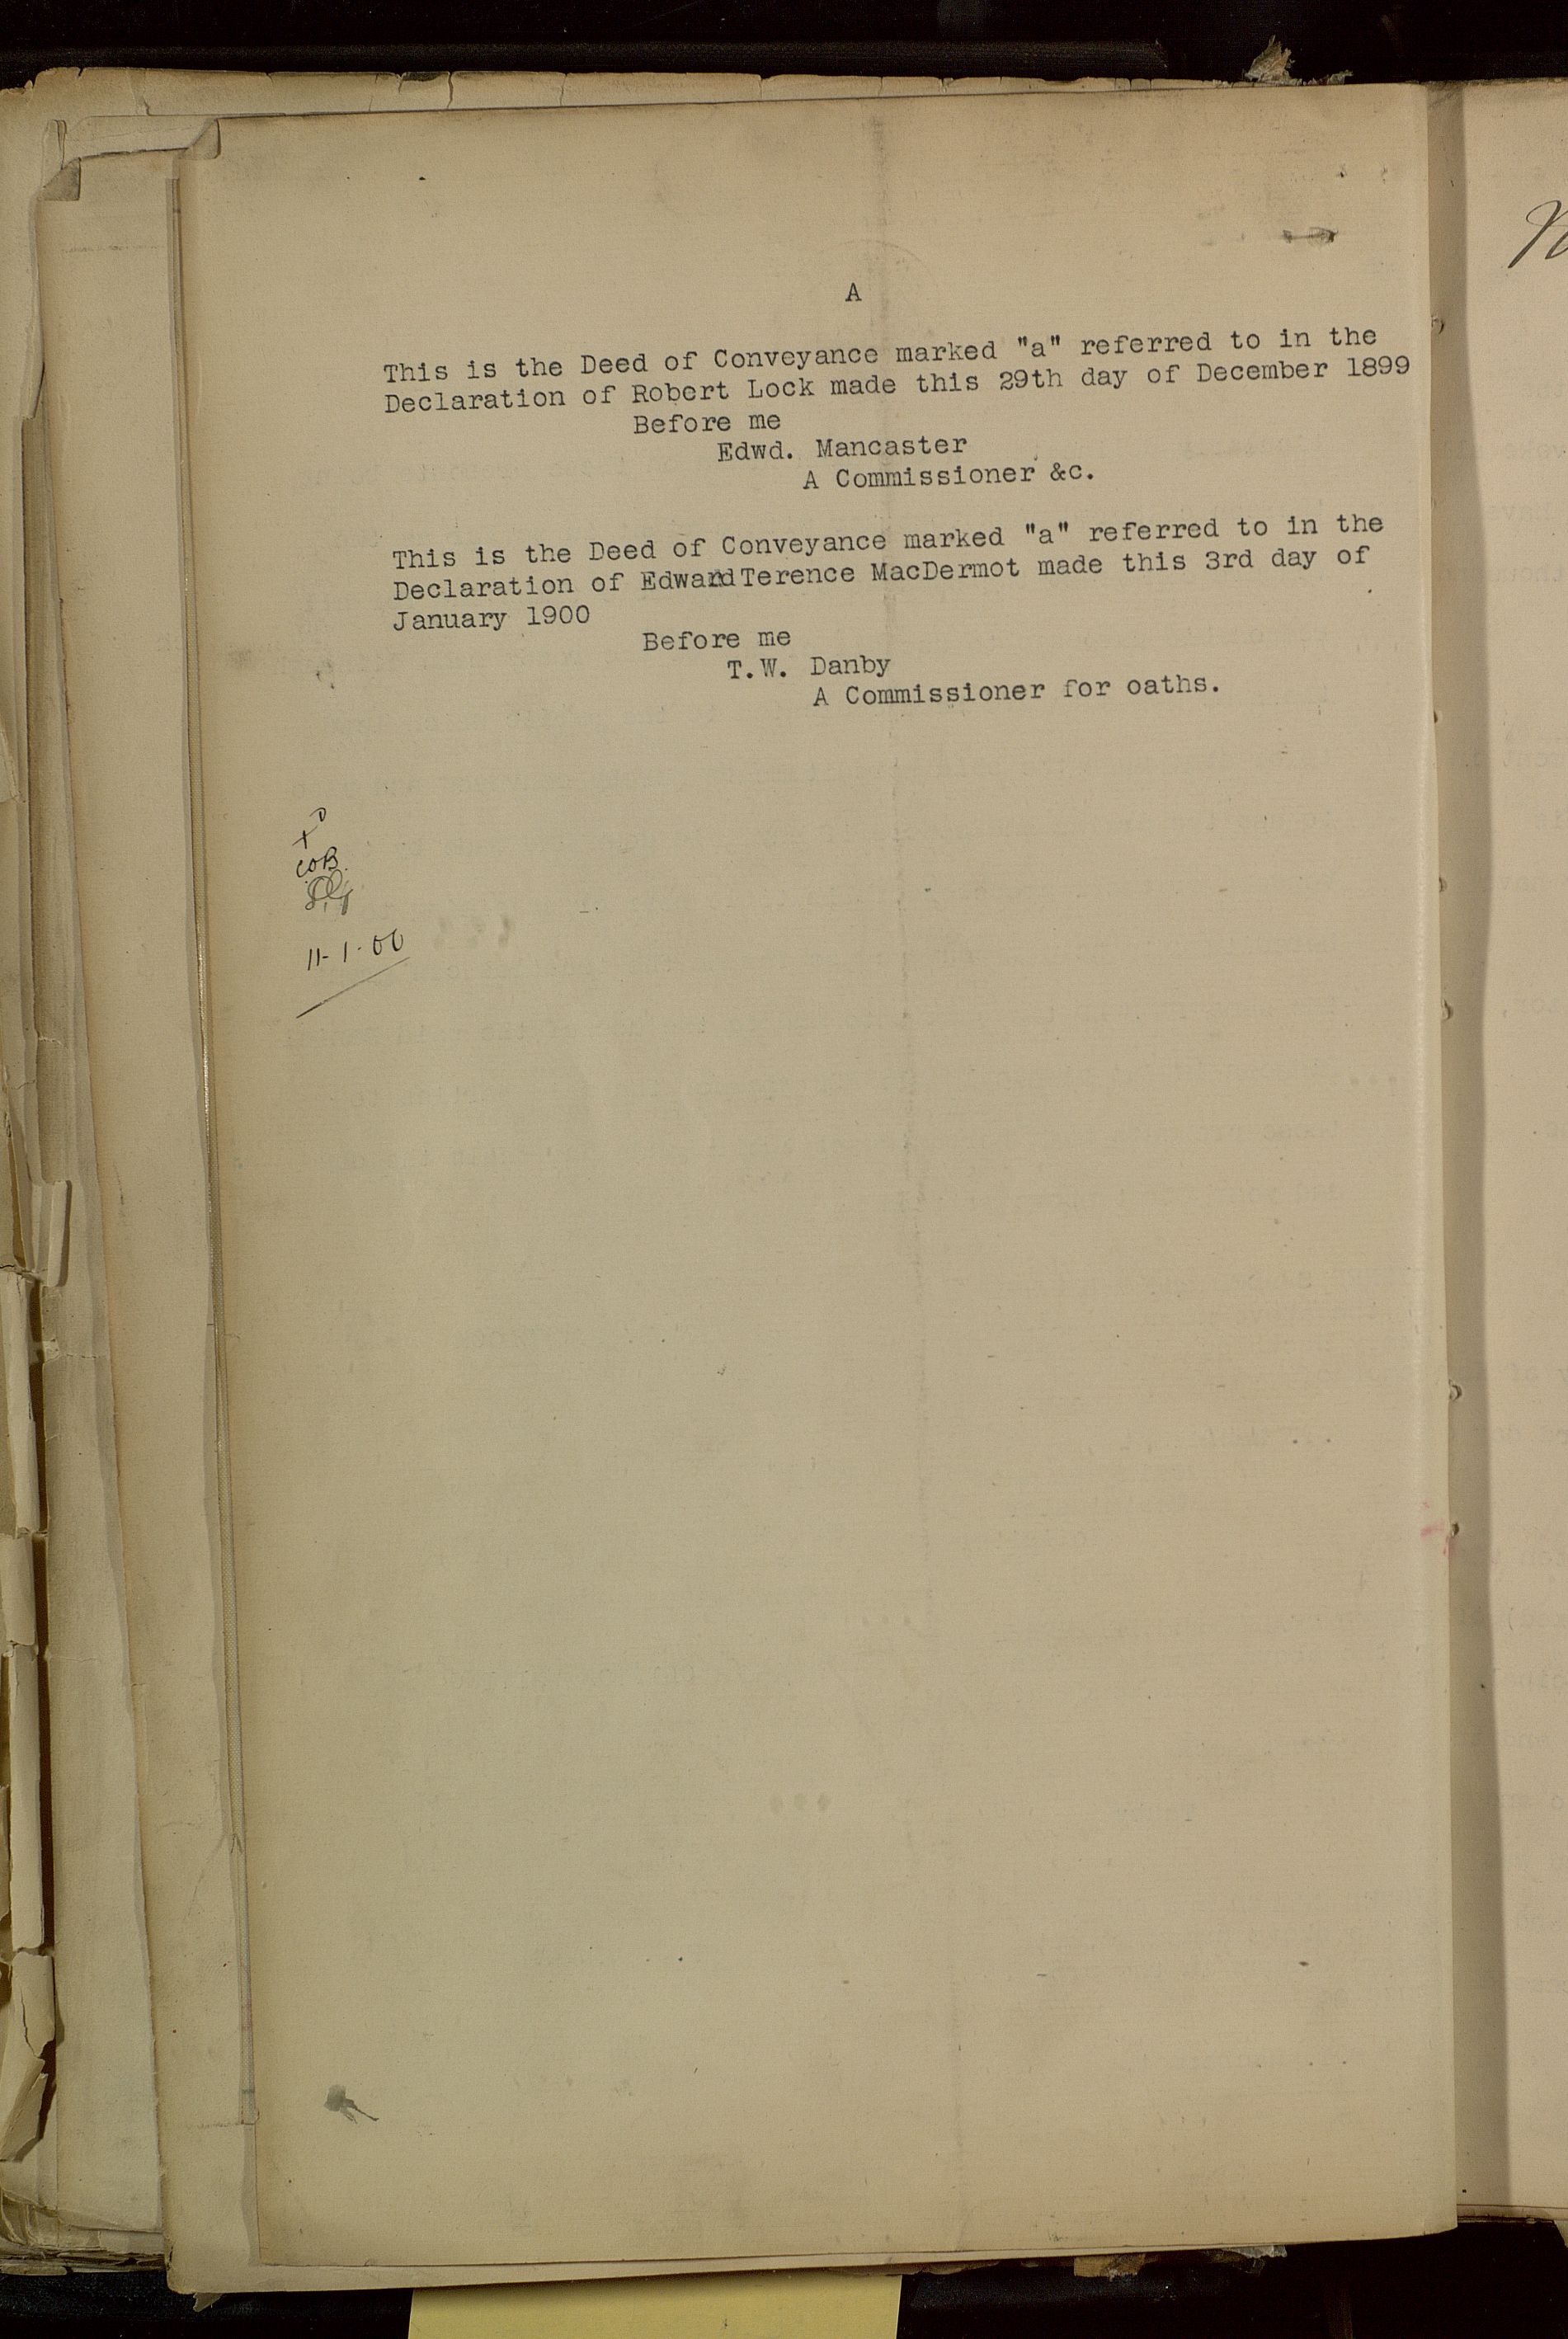 A
This is the Deed of Conveyance marked "a" referred to in the
Declaration of Robert Lock made this 29th day of December 1899
Before me
Edwd. Mancaster
A Commissioner &c.
This is the Deed of Conveyance marked "a" referred to in the
Declaration of Edward Terence MacDermot made this 3rd day of
January 1900
Before me
T.W. Danby
A Commissioner for oaths.
11-1-00